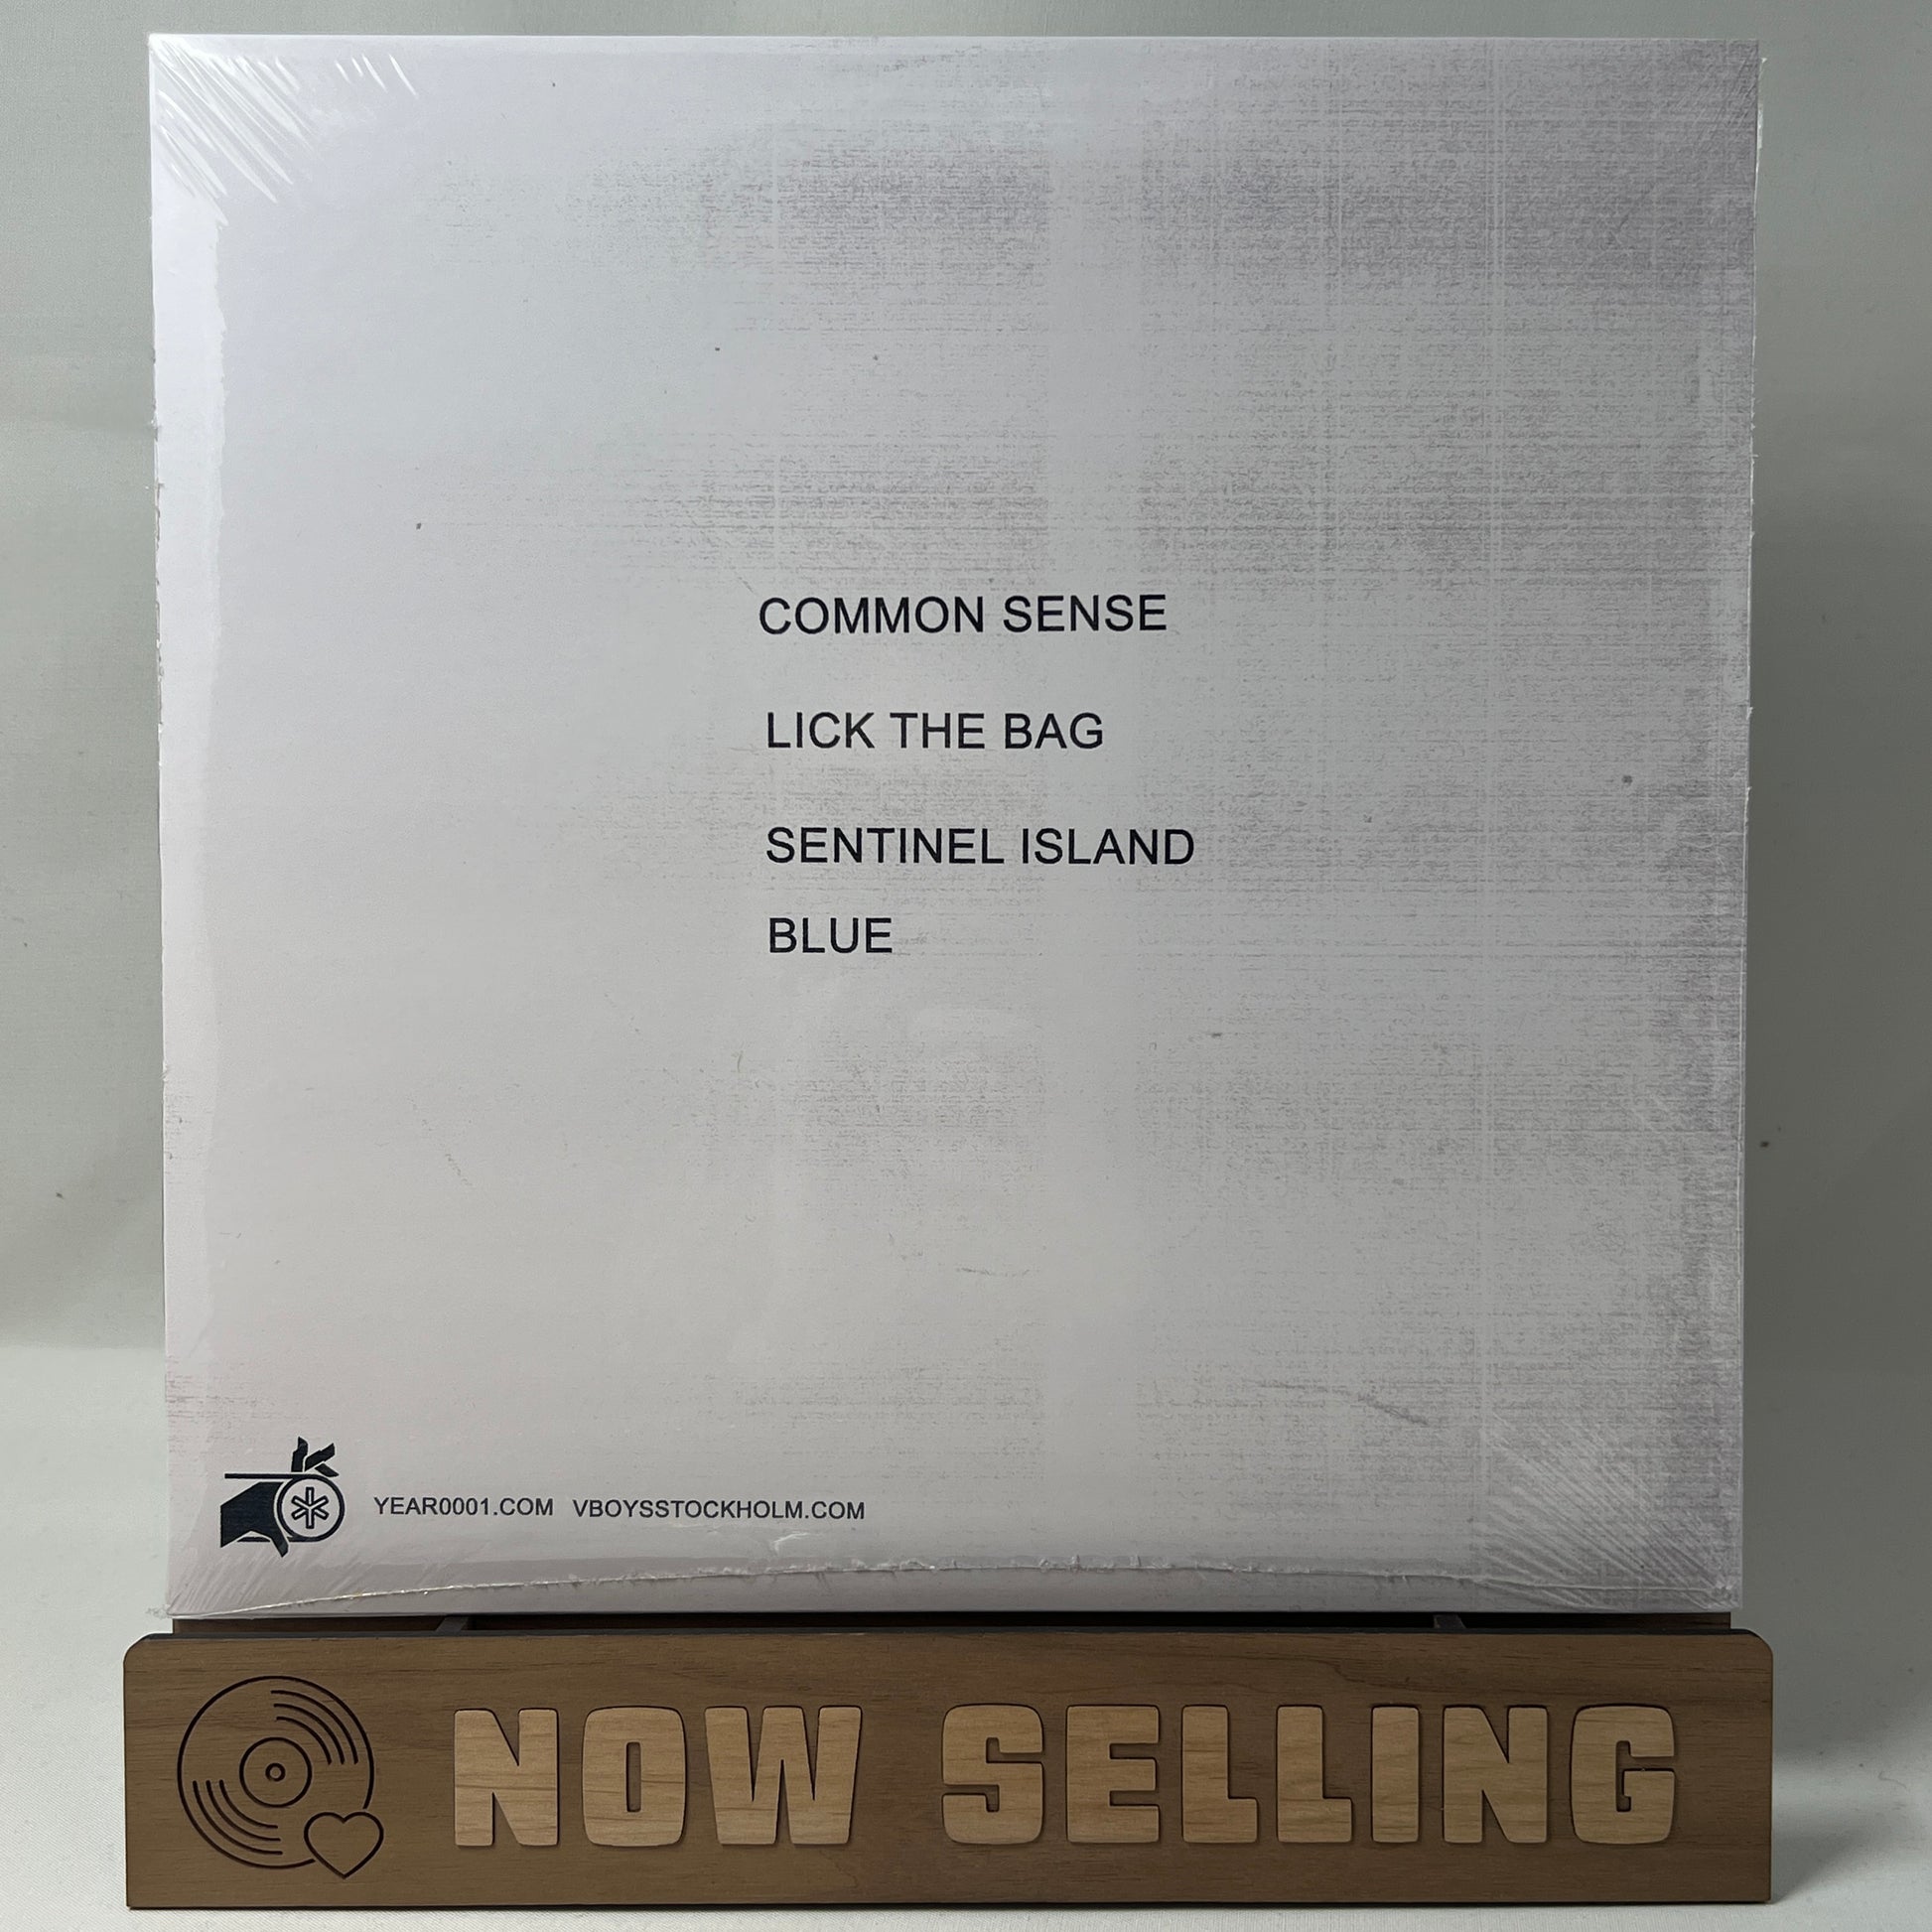 COMMON SENSE
LICK THE BAG
SENTINEL ISLAND
BLUE
YEAR0001.COM VBOYSSTOCKHOLM.COM
NOW SELLING